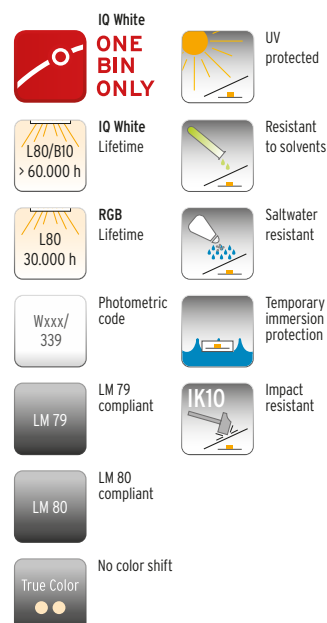 IQ White
ONE
BIN
ONLY
L80/B10
> 60.000 h
IQ White
Lifetime
L80
30.000 h
RGB
Lifetime
Wxxx/
339
Photometric
code
LM 79
LM 79
compliant
LM 80
LM 80
compliant
True Color
No color shift
UV
protected
Resistant
to solvents
Saltwater
resistant
Temporary
immersion
protection
IK10
Impact
resistant